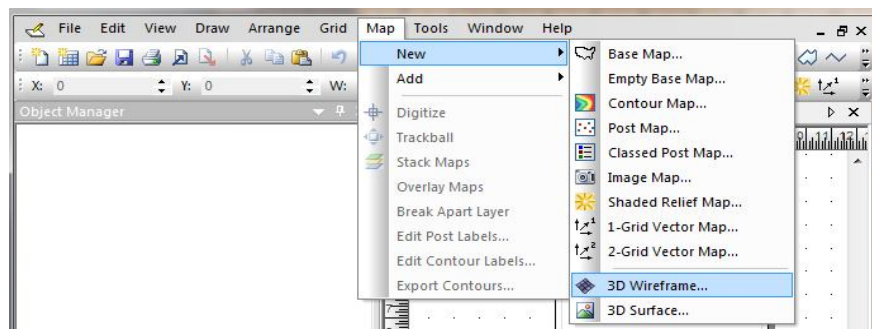 File Edit View Draw Arrange Grid Map Tools Window Help
X: 0 Y: 0 W:
Object Manager
New
Add
Digitize
Trackball
Stack Maps
Overlay Maps
Break Apart Layer
Edit Post Labels...
Edit Contour Labels...
Export Contours...
Base Map...
Empty Base Map...
Contour Map...
Post Map...
Classed Post Map...
Image Map...
Shaded Relief Map...
1-Grid Vector Map...
2-Grid Vector Map...
3D Wireframe...
3D Surface...